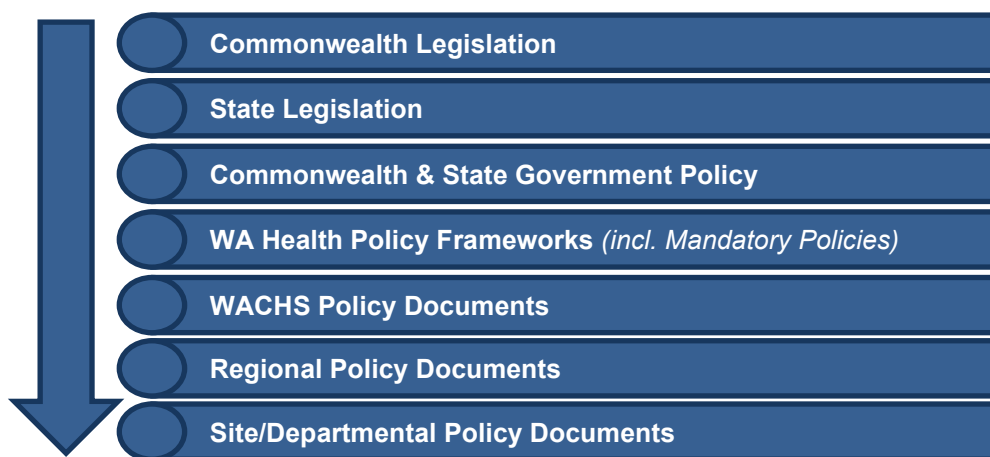 Commonwealth Legislation
State Legislation
Commonwealth & State Government Policy
WA Health Policy Frameworks (incl. Mandatory Policies)
WACHS Policy Documents
Regional Policy Documents
Site/Departmental Policy Documents